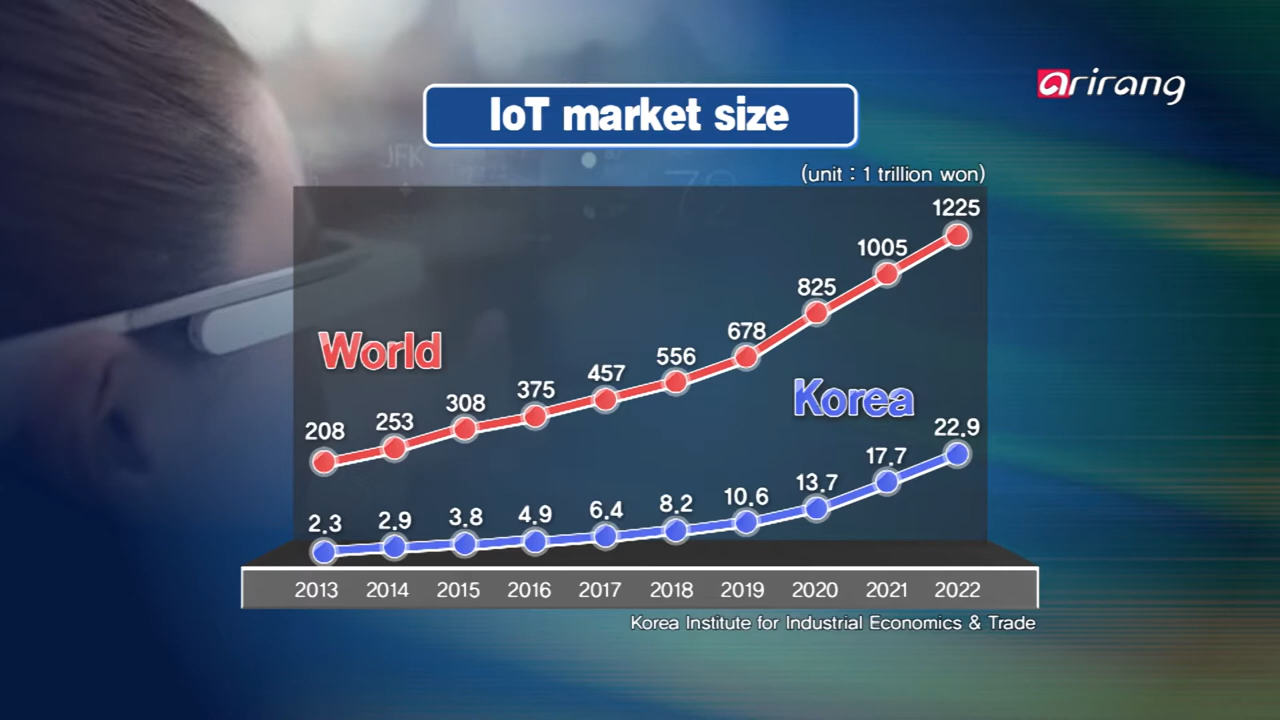 arirang
IoT market size
(unit : 1 trillion won)
World
208 253 308 375 457 556 678 825 1005 1225
Korea
2.3 2.9 3.8 4.9 6.4 8.2 10.6 13.7 17.7 22.9
2013 2014 2015 2016 2017 2018 2019 2020 2021 2022
Korea Institute for Industrial Economics & Trade
JFK
72